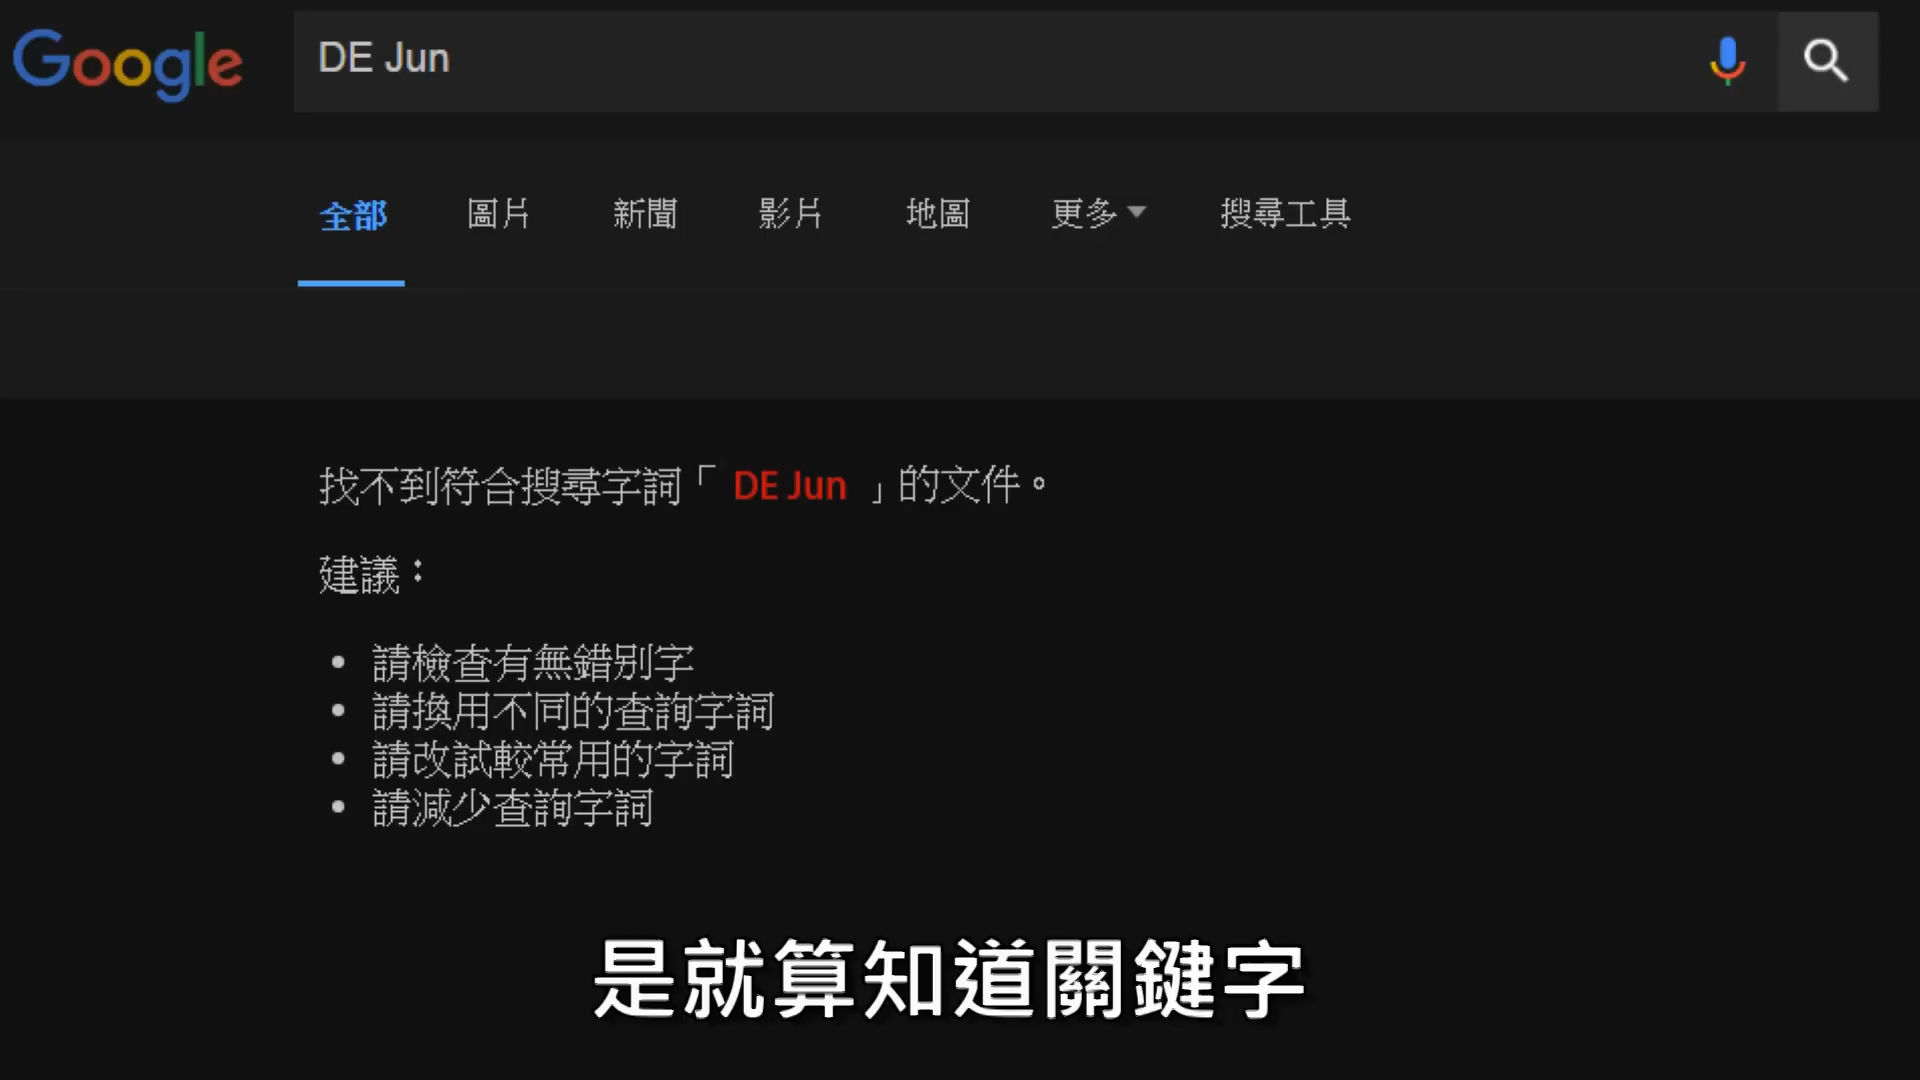 Google
DE Jun
全部 圖片 新聞 影片 地圖 更多 搜尋工具
找不到符合搜尋字詞「 DE Jun 」的文件。
建議：
請檢查有無錯別字
請換用不同的查詢字詞
請改試較常用的字詞
請減少查詢字詞
是就算知道關鍵字